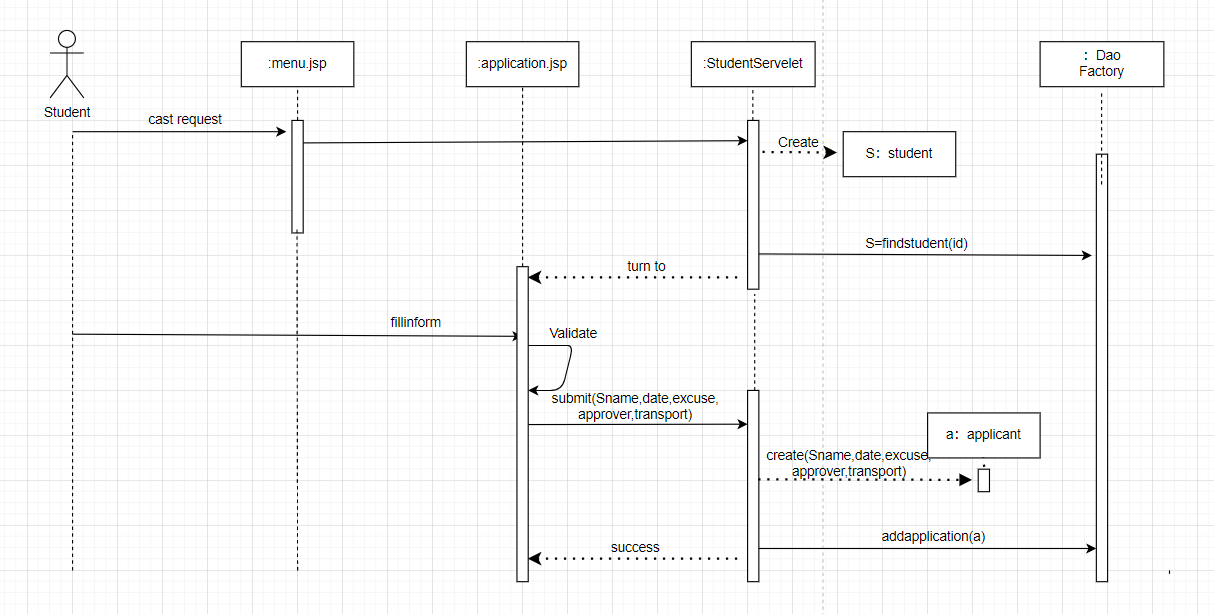 :menu.jsp
:application.jsp
:StudentServelet
: Dao
Factory
Student
cast request
Create
S: student
S=findstudent(id)
turn to
fillinform
Validate
submit(Sname,date,excuse,
approver,transport)
a: applicant
create(Sname,date,excuse,
approver,transport)
addapplication(a)
success